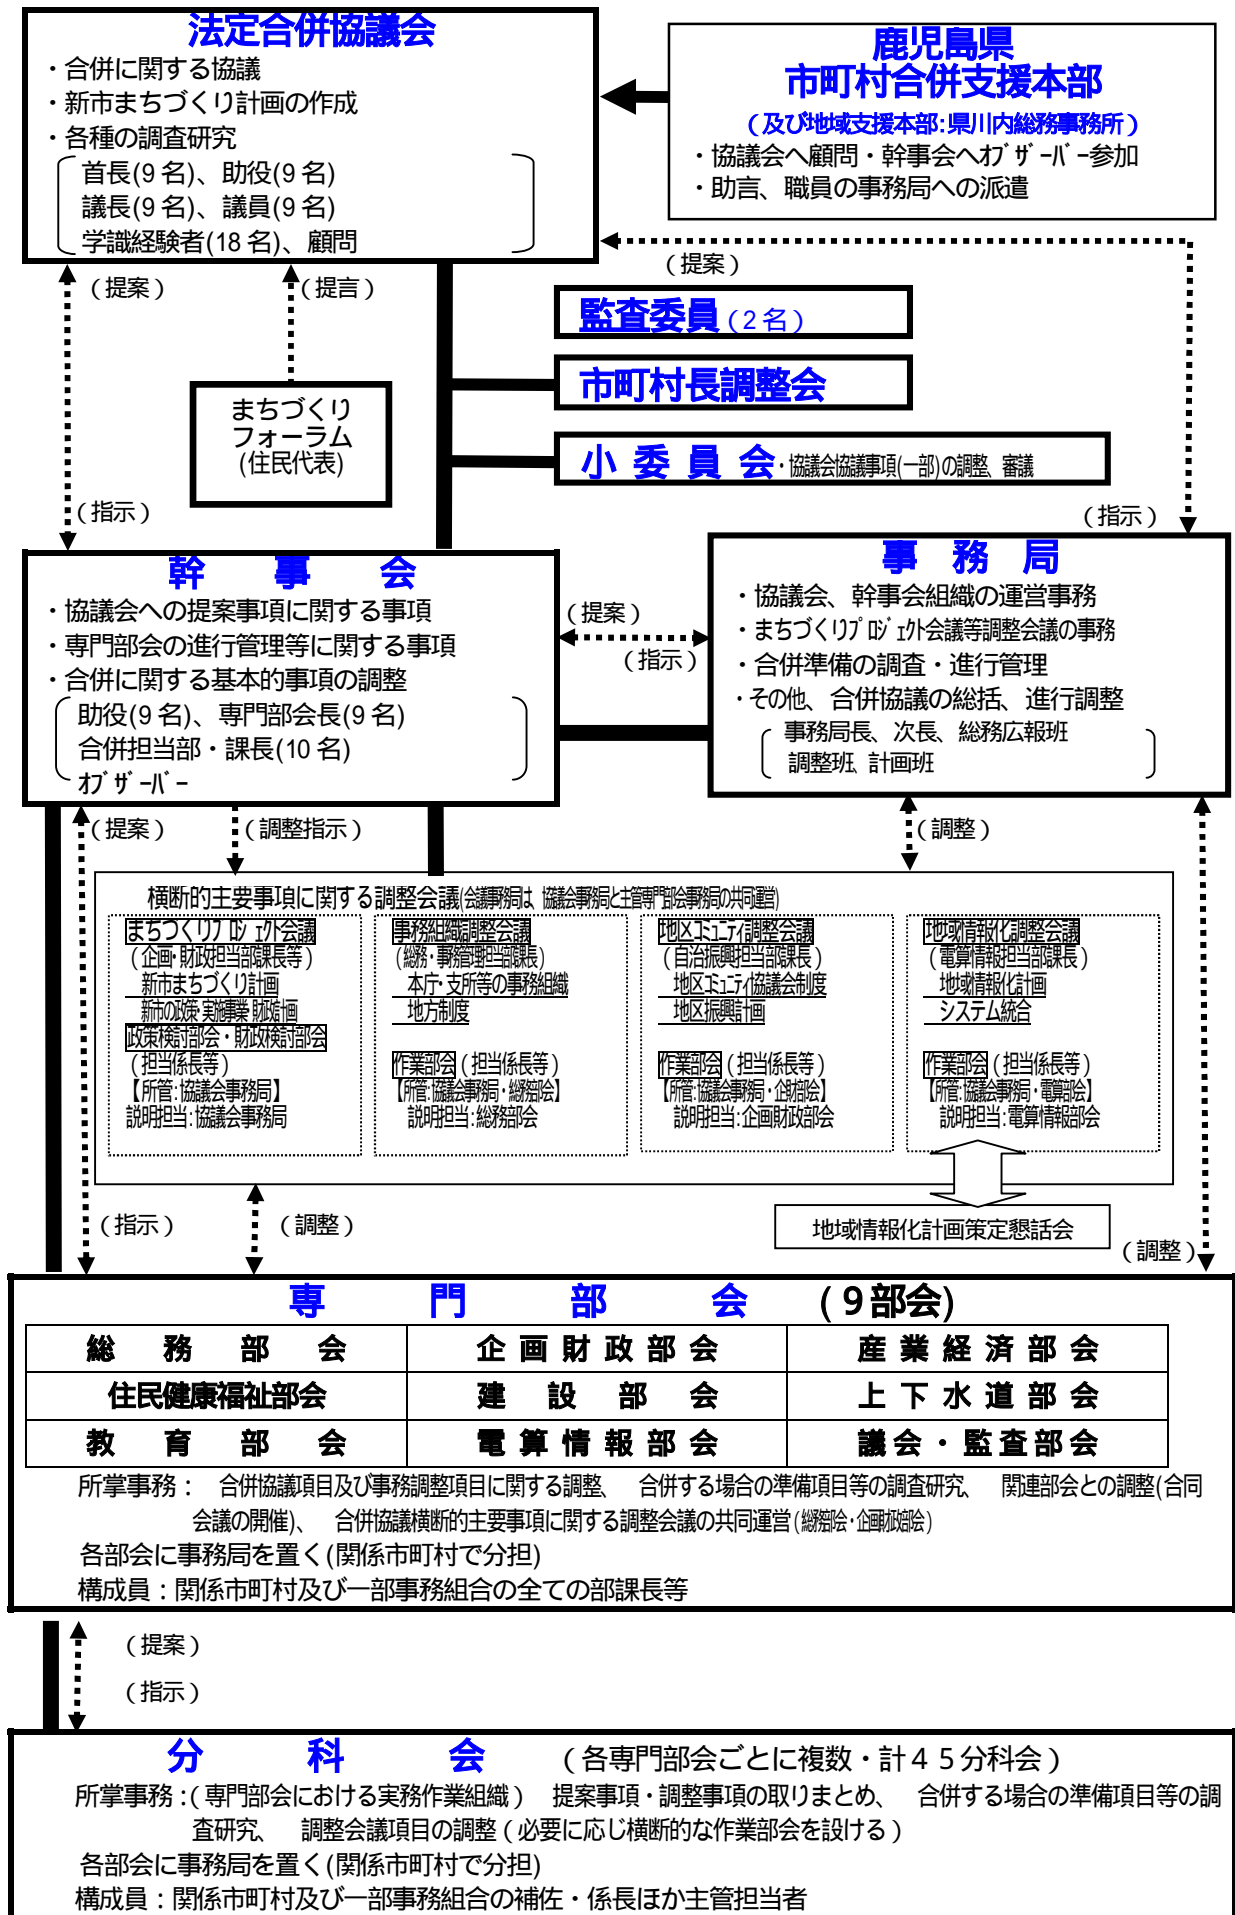 法定合併協議会
・合併に関する協議
・新市まちづくり計画の作成
・各種の調査研究
首長(9名)、助役(9名)
議長(9名)、議員(9名)
学識経験者(18名)、顧問
鹿児島県
市町村合併支援本部
(及び地域支援本部:県川内総務事務所)
・協議会へ顧問・幹事会へｵﾌﾞｻﾞｰﾊﾞｰ参加
・助言、職員の事務局への派遣
(提案)
(提案)
(提言)
監査委員(2名)
市町村長調整会
小委員会・協議会協議事項(一部)の調整、審議
まちづくり
フォーラム
(住民代表)
(指示)
(指示)
幹事会
・協議会への提案事項に関する事項
・専門部会の進行管理等に関する事項
・合併に関する基本的事項の調整
助役(9名)、専門部会長(9名)
合併担当部・課長(10名)
ｵﾌﾞｻﾞｰﾊﾞｰ
(提案)
(指示)
事務局
・協議会、幹事会組織の運営事務
・まちづくりﾌﾟﾛｼﾞｪｸﾄ会議等調整会議の事務
・合併準備の調査・進行管理
・その他、合併協議の総括、進行調整
事務局長、次長、総務広報班
調整班、計画班
(提案)
(調整指示)
(調整)
横断的主要事項に関する調整会議(会議事務局は、協議会事務局と主管専門部会事務局の共同運営)
まちづくりﾌﾟﾛｼﾞｪｸﾄ会議
(企画・財政担当部課長等)
新市まちづくり計画
新市の政策・実施事業・財政計画
政策検討部会・財政検討部会
(担当係長等)
【所管:協議会事務局】
説明担当:協議会事務局
事務組織調整会議
(総務・事務管理担当部課長)
本庁・支所等の事務組織
地方制度
作業部会(担当係長等)
【所管:協議会事務局・総務部会】
説明担当:総務部会
地区ｺﾐｭﾆﾃｨ調整会議
(自治振興担当部課長)
地区ｺﾐｭﾆﾃｨ協議会制度
地区振興計画
作業部会(担当係長等)
【所管:協議会事務局・企財部会】
説明担当:企画財政部会
地域情報化調整会議
(電算情報担当部課長)
地域情報化計画
システム統合
作業部会(担当係長等)
【所管:協議会事務局・電算部会】
説明担当:電算情報部会
(指示)
(調整)
地域情報化計画策定懇話会
(調整)
専門部会(9部会)
総務部会 企画財政部会 産業経済部会
住民健康福祉部会 建設部会 上下水道部会
教育部会 電算情報部会 議会・監査部会
所掌事務: 合併協議項目及び事務調整項目に関する調整、 合併する場合の準備項目等の調査研究、 関連部会との調整(合同
会議の開催)、 合併協議横断的主要事項に関する調整会議の共同運営(総務部会・企画財政部会)
各部会に事務局を置く(関係市町村で分担)
構成員:関係市町村及び一部事務組合の全ての部課長等
(提案)
(指示)
分科会 (各専門部会ごとに複数・計45分科会)
所掌事務:(専門部会における実務作業組織) 提案事項・調整事項の取りまとめ、 合併する場合の準備項目等の調
査研究、 調整会議項目の調整(必要に応じ横断的な作業部会を設ける)
各部会に事務局を置く(関係市町村で分担)
構成員:関係市町村及び一部事務組合の補佐・係長ほか主管担当者